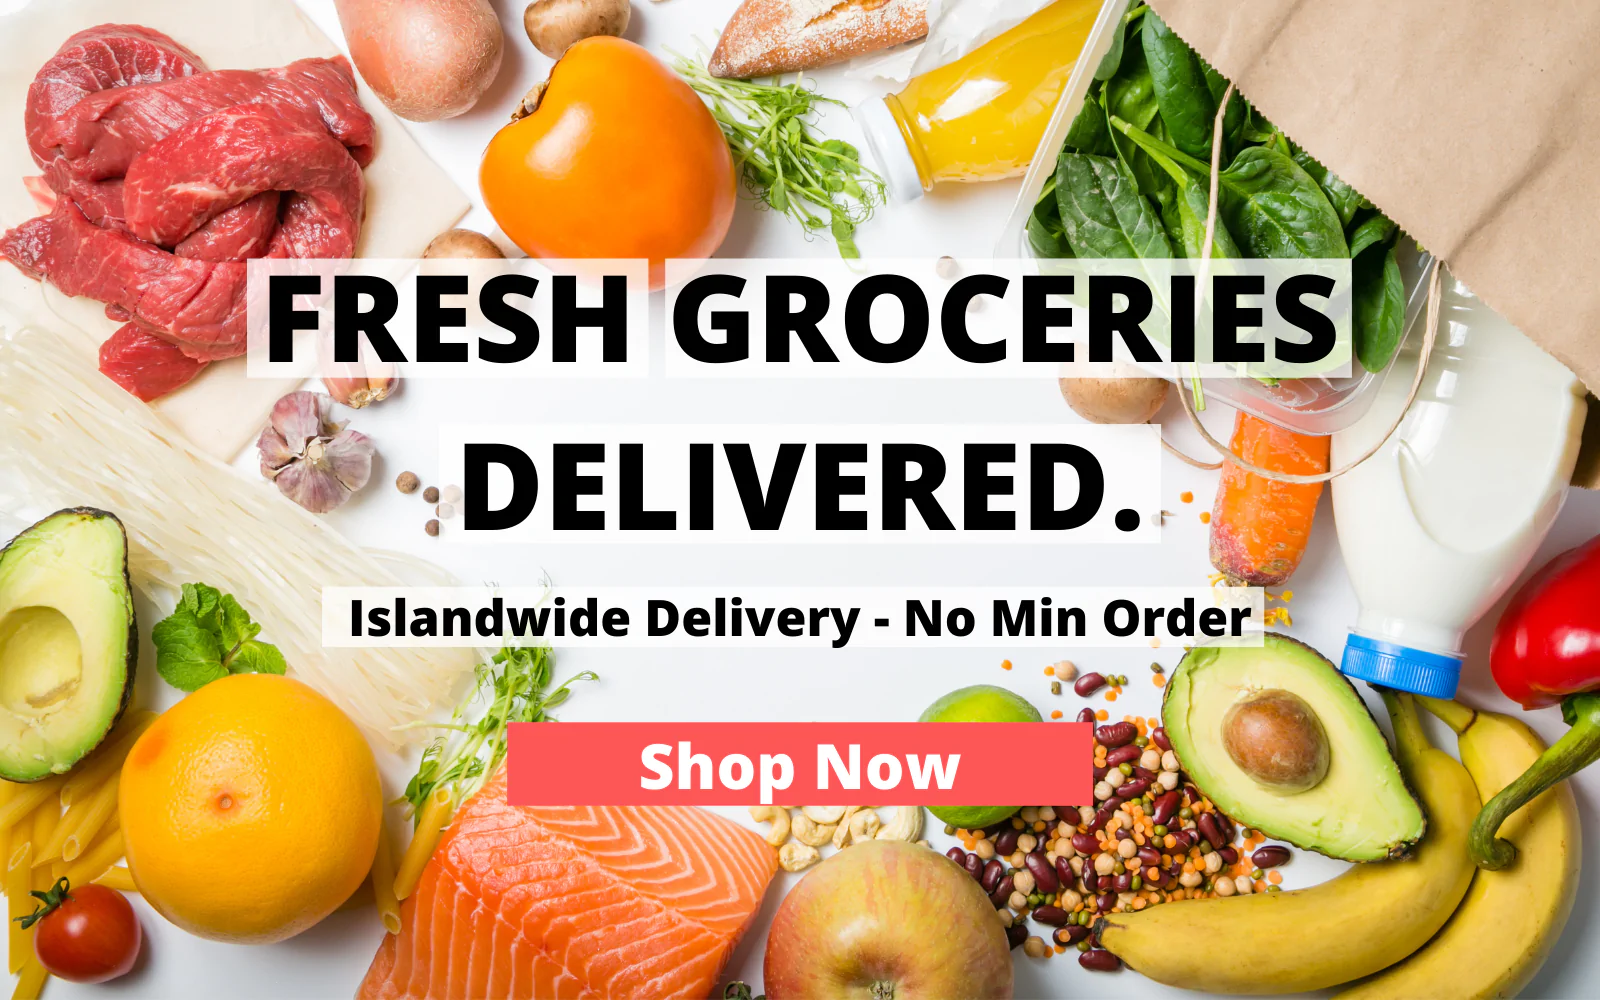 FRESH GROCERIES
DELIVERED.
Islandwide Delivery - No Min Order
Shop Now